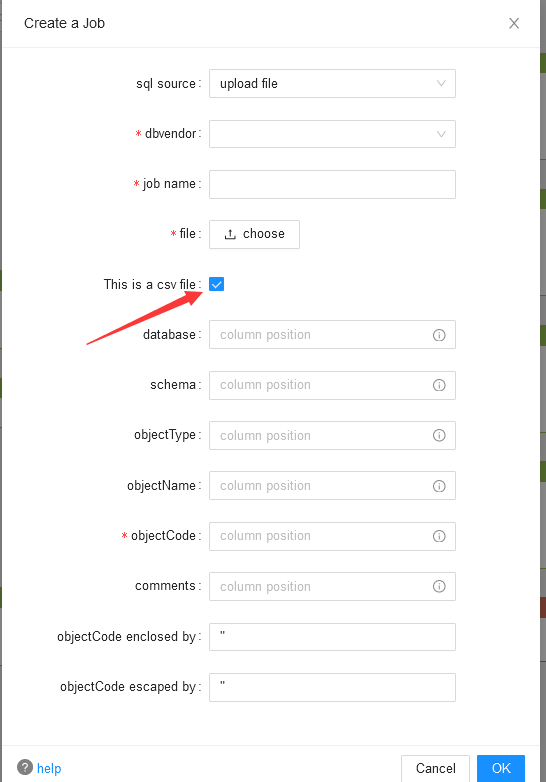 Create a Job
sql source: upload file
* dbvendor:
* job name:
* file: choose
This is a csv file:
database: column position
schema: column position
objectType: column position
objectName: column position
* objectCode: column position
comments: column position
objectCode enclosed by: "
objectCode escaped by: "
? help Cancel OK